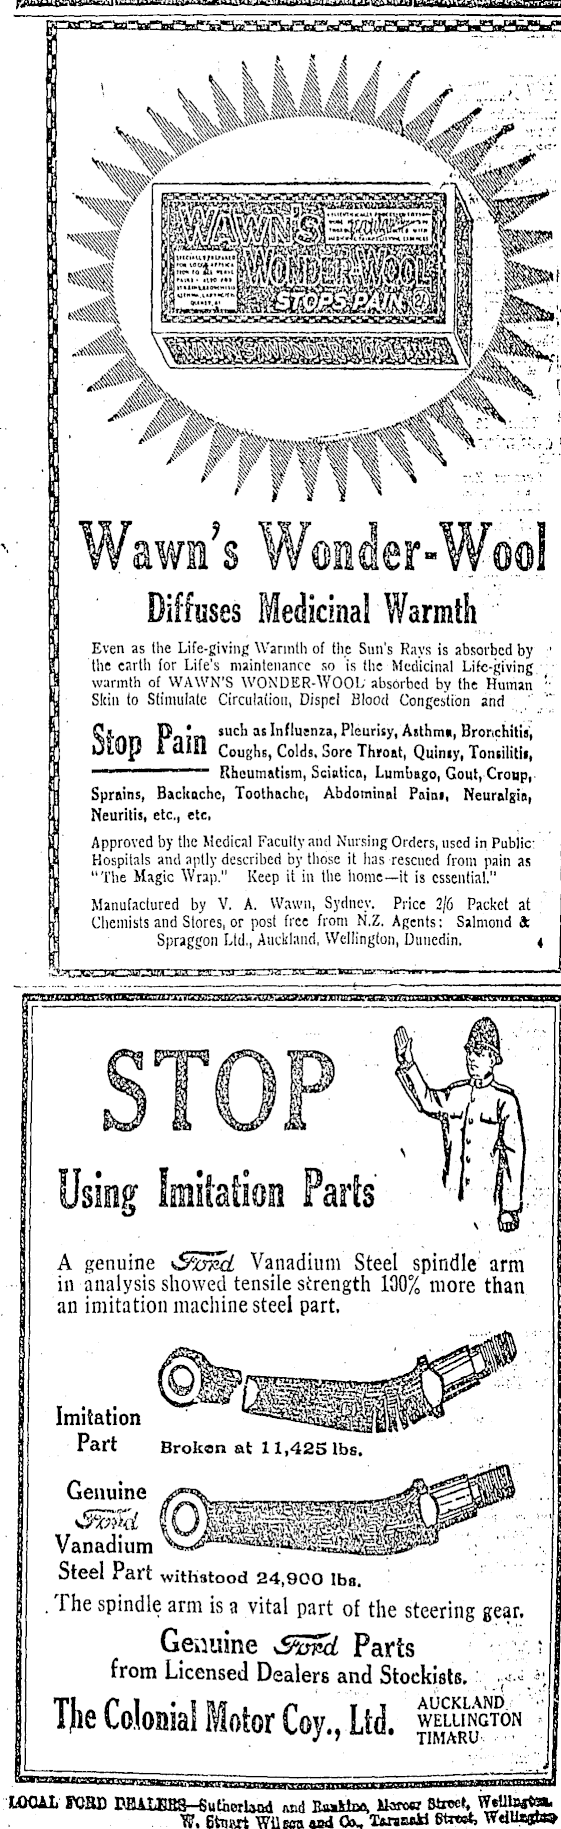 WAWN'S
WONDER-WOOL
STOPS PAIN
Wawn's Wonder-Wool
Diffuses Medicinal Warmth
Even as the Life-giving Warmth of the Sun's Rays is absorbed by
the earth for Life's maintenance so is the Medicinal Life-giving
warmth of WAWN'S WONDER-WOOL absorbed by the Human
Skin to Stimulate Circulation, Dispel Blood Congestion and
Stop Pain such as Influenza, Pleurisy, Asthma, Bronchitis,
Coughs, Colds, Sore Throat, Quinsy, Tonsilitis,
Rheumatism, Sciatica, Lumbago, Gout, Croup,
Sprains, Backache, Toothache, Abdominal Pains, Neuralgia,
Neuritis, etc., etc.
Approved by the Medical Faculty and Nursing Orders, used in Public
Hospitals and aptly described by those it has rescued from pain as
"The Magic Wrap." Keep it in the home—it is essential."
Manufactured by V. A. Wawn, Sydney. Price 2/6 Packet at
Chemists and Stores, or post free from N.Z. Agents: Salmond &
Spraggon Ltd., Auckland, Wellington, Dunedin. 4
STOP
Using Imitation Parts
A genuine Ford Vanadium Steel spindle arm
in analysis showed tensile strength 100% more than
an imitation machine steel part.
Imitation
Part Broken at 11,425 lbs.
Genuine
Ford
Vanadium
Steel Part withstood 24,900 lbs.
The spindle arm is a vital part of the steering gear.
Genuine Ford Parts
from Licensed Dealers and Stockists.
The Colonial Motor Coy., Ltd. AUCKLAND
WELLINGTON
TIMARU
LOCAL FORD DEALERS—Sutherland and Rankine, Mercer Street, Wellington.
W. Stuart Wilson and Co., Taranaki Street, Wellington